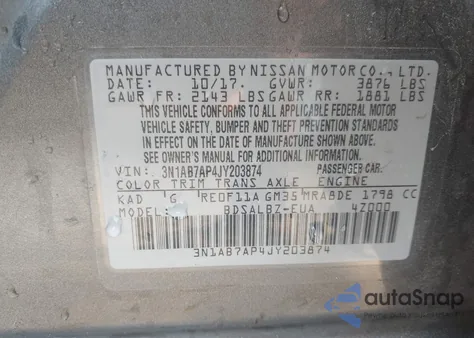 MANUFACTURED BY NISSAN MOTOR CO., LTD.
DATE: 10/17 GVWR: 3876 LBS
GAWR FR: 2143 LBS GAWR RR: 1881 LBS
THIS VEHICLE CONFORMS TO ALL APPLICABLE FEDERAL MOTOR
VEHICLE SAFETY, BUMPER AND THEFT PREVENTION STANDARDS
IN EFFECT ON THE DATE OF MANUFACTURE SHOWN ABOVE.
SEE OWNER'S MANUAL FOR ADDITIONAL INFORMATION.
VIN: 3N1AB7AP4JY203874 PASSENGER CAR
COLOR TRIM TRANS AXLE ENGINE
KAD G RE0F11A GM35 MRA8DE 1798 CC
MODEL: BDSALBZ-EUA 4Z000
3N1AB7AP4JY203874
autoSnap
BY REBROWSER